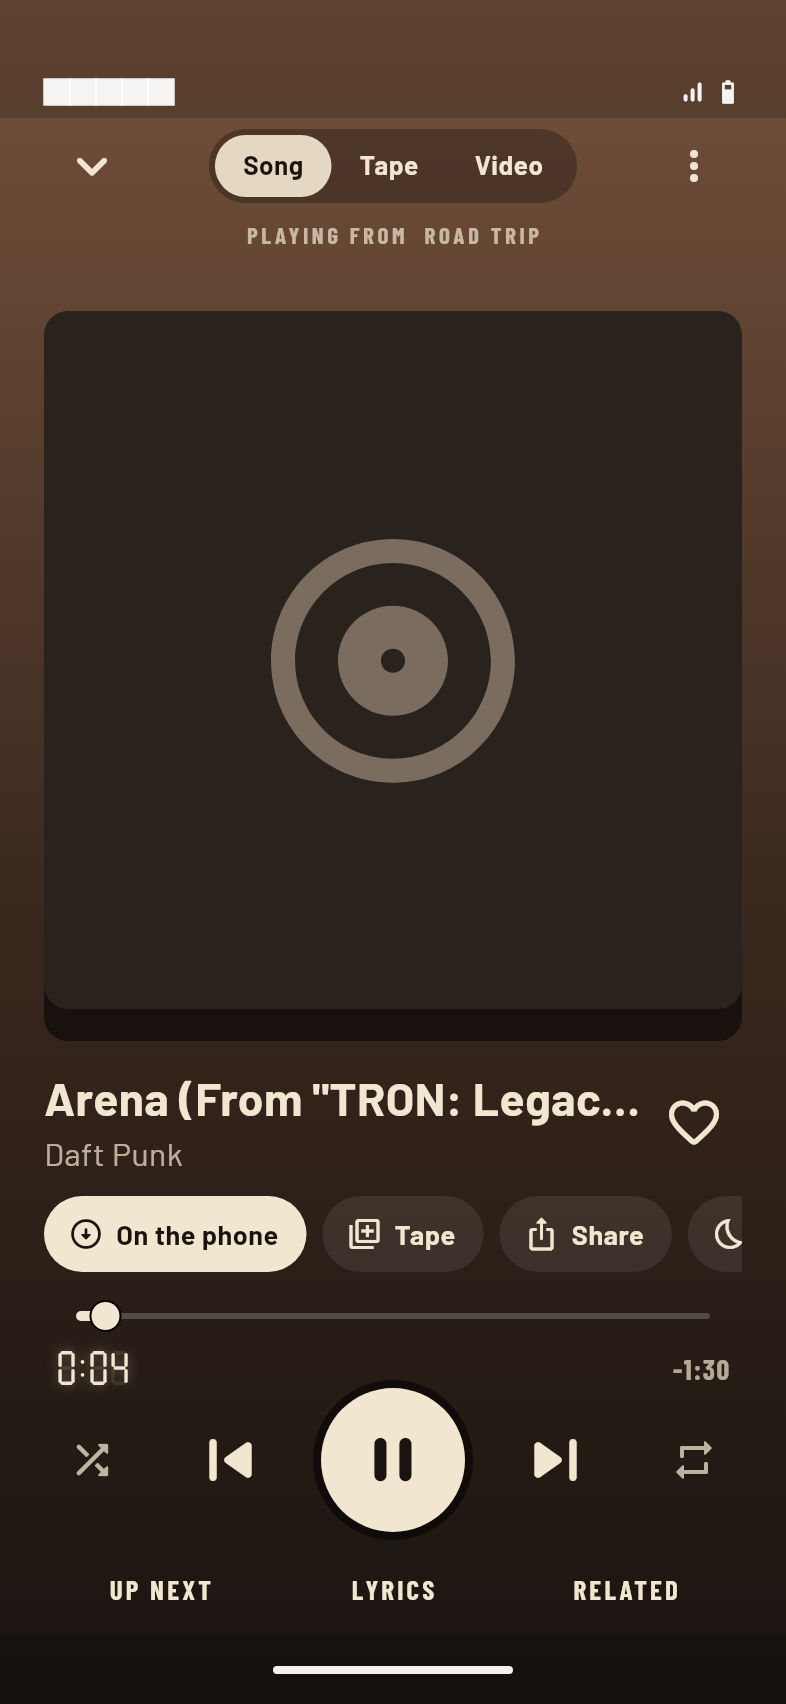 Song Tape Video
PLAYING FROM ROAD TRIP
Arena (From "TRON: Legac...
Daft Punk
On the phone Tape Share
0:04 -1:30
UP NEXT LYRICS RELATED